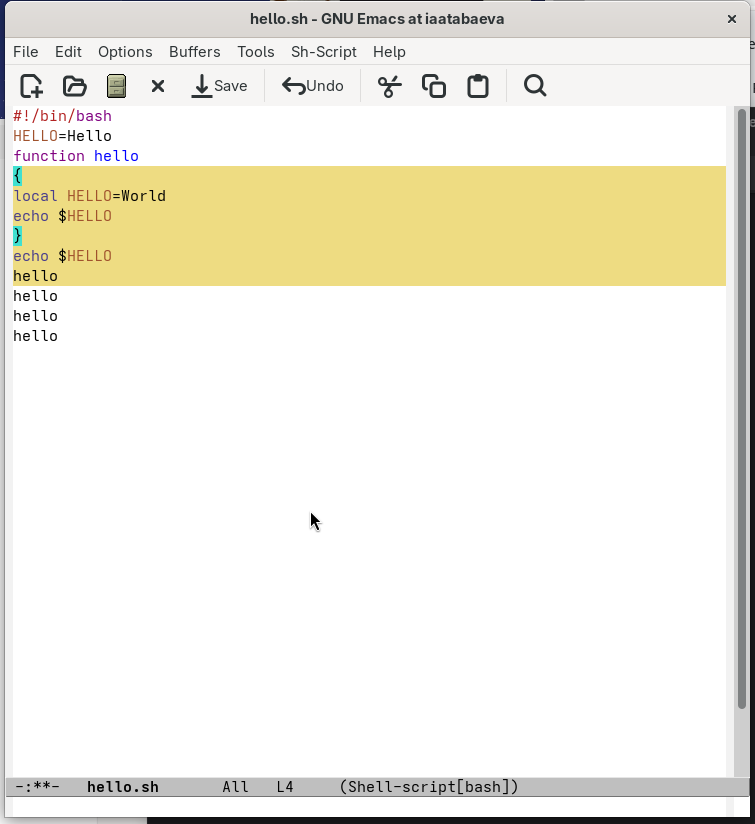 hello.sh - GNU Emacs at iaatabaeva
File Edit Options Buffers Tools Sh-Script Help
Save Undo
#!/bin/bash
HELLO=Hello
function hello
{
local HELLO=World
echo $HELLO
}
echo $HELLO
hello
hello
hello
hello
-:**- hello.sh All L4 (Shell-script[bash])